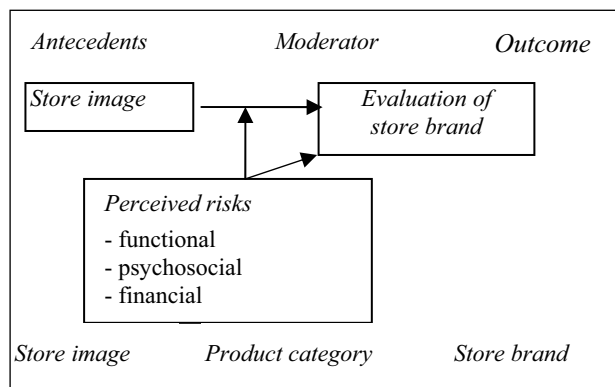 Antecedents Moderator Outcome
Store image
Evaluation of
store brand
Perceived risks
- functional
- psychosocial
- financial
Store image Product category Store brand